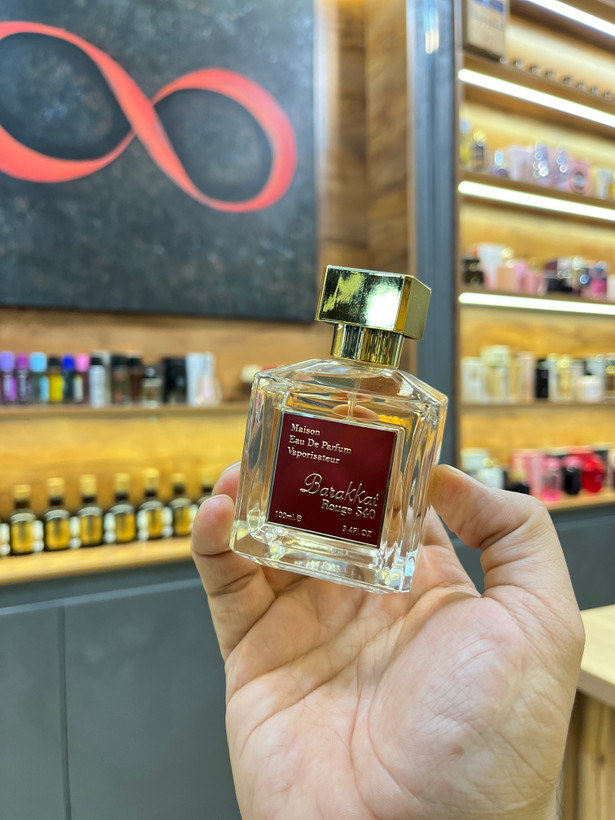 Maison
Eau De Parfum
Vaporisateur
Barakkat
Rouge 540
100ml.℮
3.4Fl.OZ